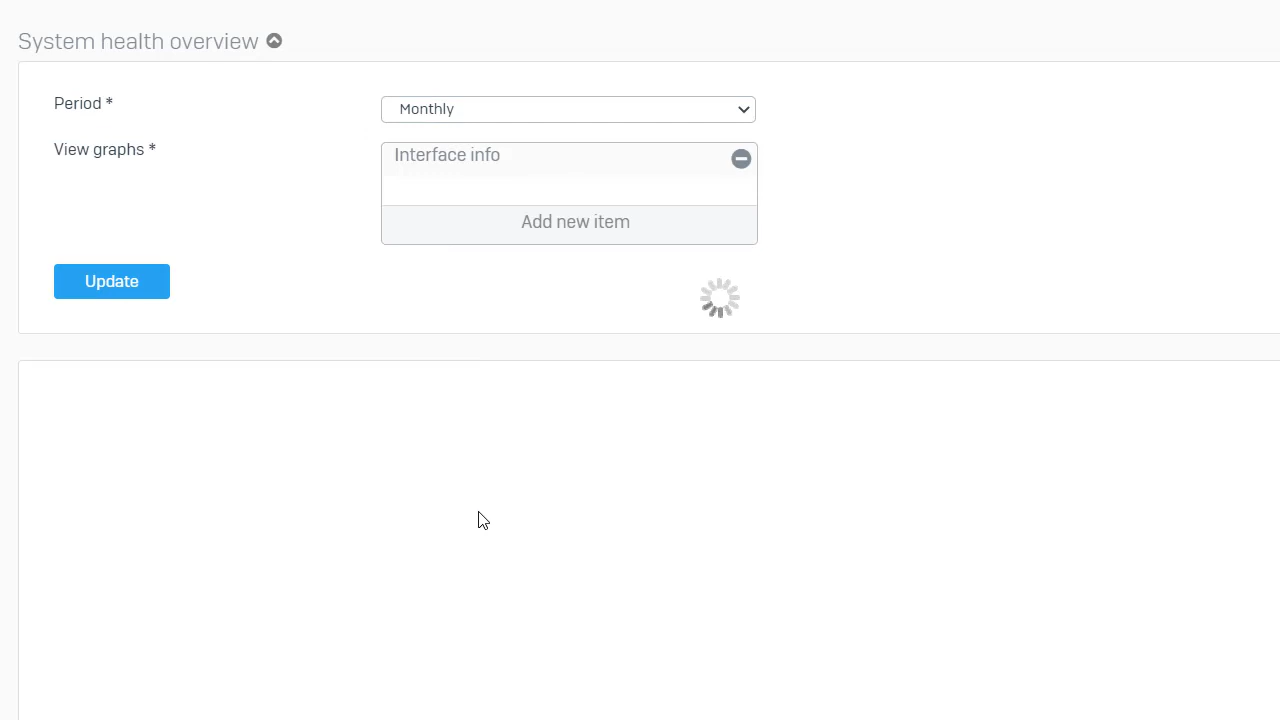 System health overview
Period *
Monthly
View graphs *
Interface info
Add new item
Update